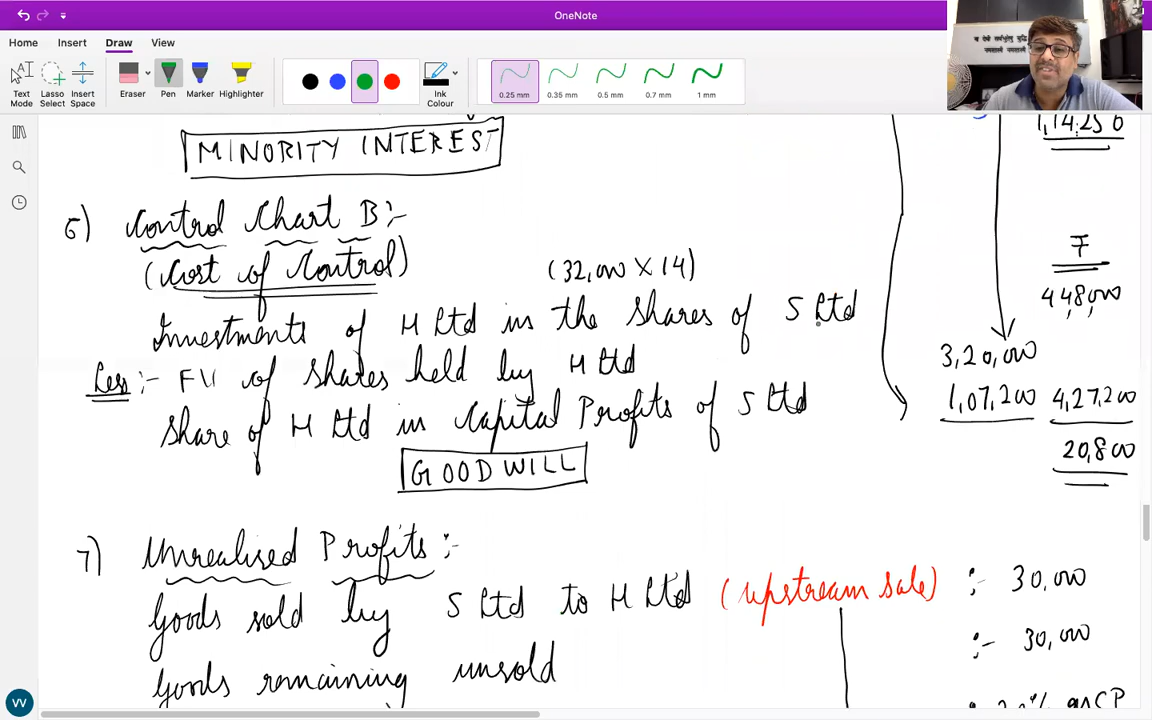 OneNote
Home Insert Draw View
Text Mode Lasso Select Insert Space Eraser Pen Marker Highlighter Ink Colour 0.25 mm 0.35 mm 0.5 mm 0.7 mm 1 mm
1,14,250
MINORITY INTEREST
6) Control Chart B:-
(Cost of Control)
(32,000 X 14)
₹
Investments of H Ltd in the shares of S Ltd 4,48,000
Less:- FV of shares held by H Ltd 3,20,000
Share of H Ltd in Capital Profits of S Ltd 1,07,200 4,27,200
GOODWILL 20,800
7) Unrealised Profits :-
Goods sold by S Ltd to H Ltd (upstream sale) :- 30,000
Goods remaining unsold :- 30,000
VV